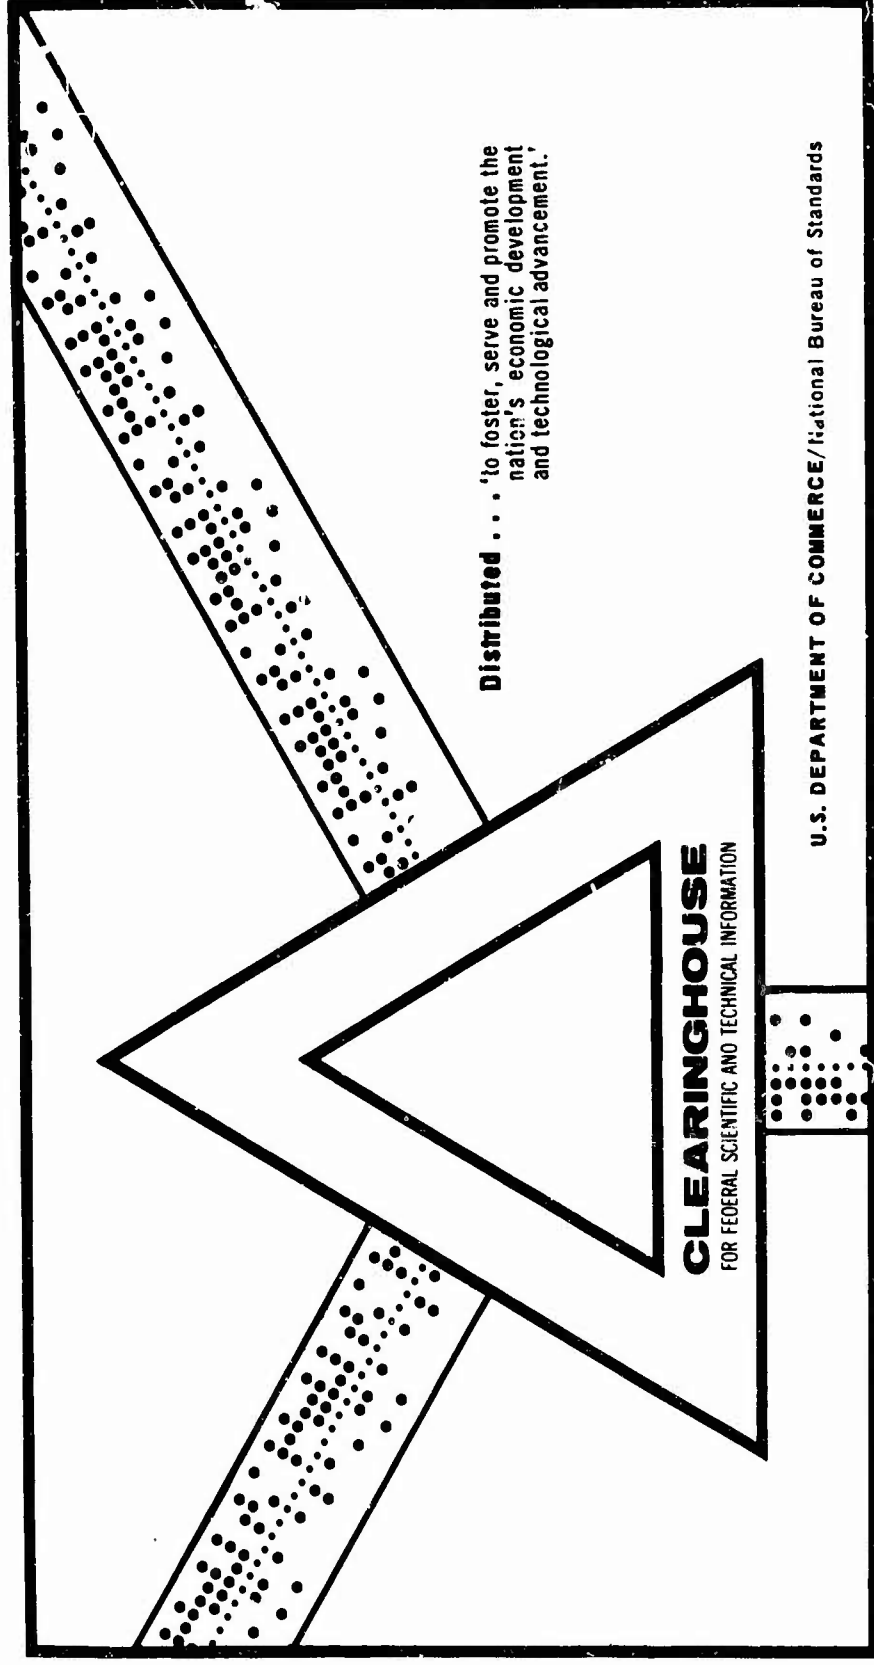 Distributed .... 'to foster, serve and promote the
nation's economic development
and technological advancement.'
CLEARINGHOUSE
FOR FEDERAL SCIENTIFIC AND TECHNICAL INFORMATION
U.S. DEPARTMENT OF COMMERCE/National Bureau of Standards